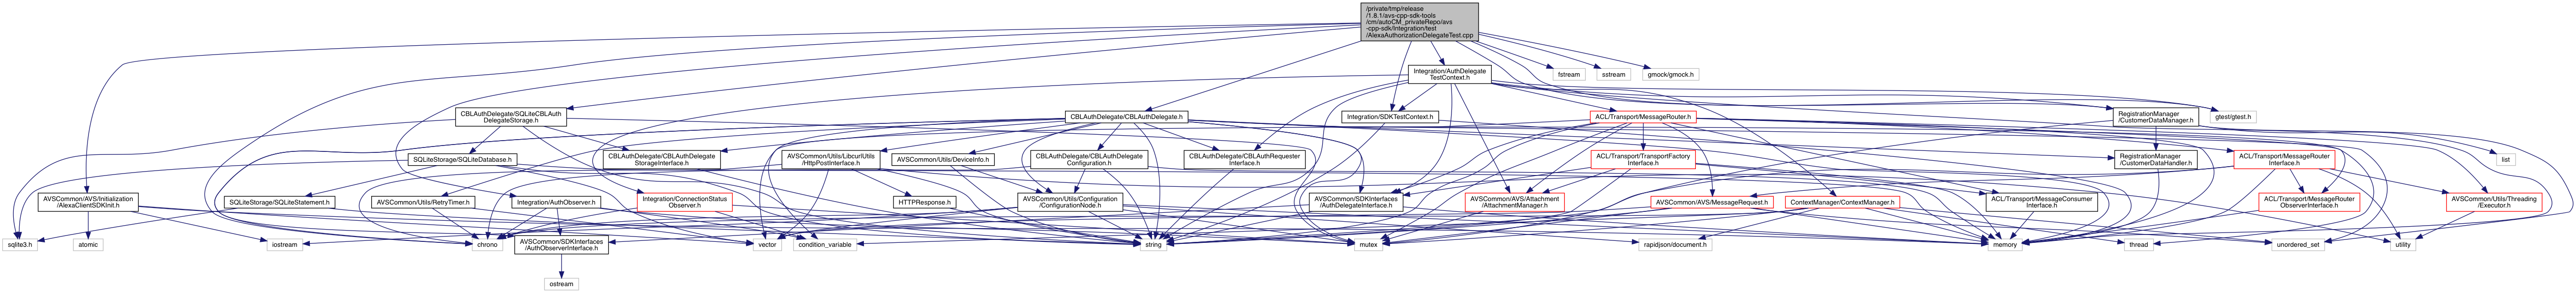 /private/tmp/release
/1.8.1/avs-cpp-sdk-tools
/cm/autoCM_privateRepo/avs
-cpp-sdk/Integration/test
/AlexaAuthorizationDelegateTest.cpp
Integration/AuthDelegate
TestContext.h
fstream
sstream
gmock/gmock.h
CBLAuthDelegate/SQLiteCBLAuth
DelegateStorage.h
CBLAuthDelegate/CBLAuthDelegate.h
Integration/SDKTestContext.h
ACL/Transport/MessageRouter.h
RegistrationManager
/CustomerDataManager.h
gtest/gtest.h
SQLiteStorage/SQLiteDatabase.h
CBLAuthDelegate/CBLAuthDelegate
StorageInterface.h
AVSCommon/Utils/LibcurlUtils
/HttpPostInterface.h
AVSCommon/Utils/DeviceInfo.h
CBLAuthDelegate/CBLAuthDelegate
Configuration.h
CBLAuthDelegate/CBLAuthRequester
Interface.h
ACL/Transport/TransportFactory
Interface.h
RegistrationManager
/CustomerDataHandler.h
ACL/Transport/MessageRouter
Interface.h
list
AVSCommon/AVS/Initialization
/AlexaClientSDKInit.h
SQLiteStorage/SQLiteStatement.h
AVSCommon/Utils/RetryTimer.h
Integration/AuthObserver.h
Integration/ConnectionStatus
Observer.h
HTTPResponse.h
AVSCommon/Utils/Configuration
/ConfigurationNode.h
AVSCommon/SDKInterfaces
/AuthDelegateInterface.h
AVSCommon/AVS/Attachment
/AttachmentManager.h
AVSCommon/AVS/MessageRequest.h
ContextManager/ContextManager.h
ACL/Transport/MessageConsumer
Interface.h
ACL/Transport/MessageRouter
ObserverInterface.h
AVSCommon/Utils/Threading
/Executor.h
sqlite3.h
atomic
iostream
chrono
AVSCommon/SDKInterfaces
/AuthObserverInterface.h
vector
condition_variable
string
mutex
rapidjson/document.h
memory
thread
unordered_set
utility
ostream